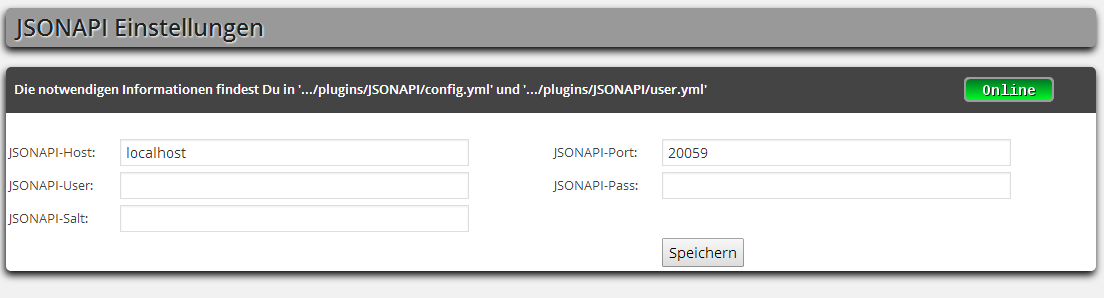 JSONAPI Einstellungen
Die notwendigen Informationen findest Du in '.../plugins/JSONAPI/config.yml' und '.../plugins/JSONAPI/user.yml' Online
JSONAPI-Host: localhost JSONAPI-Port: 20059
JSONAPI-User: JSONAPI-Pass:
JSONAPI-Salt:
Speichern